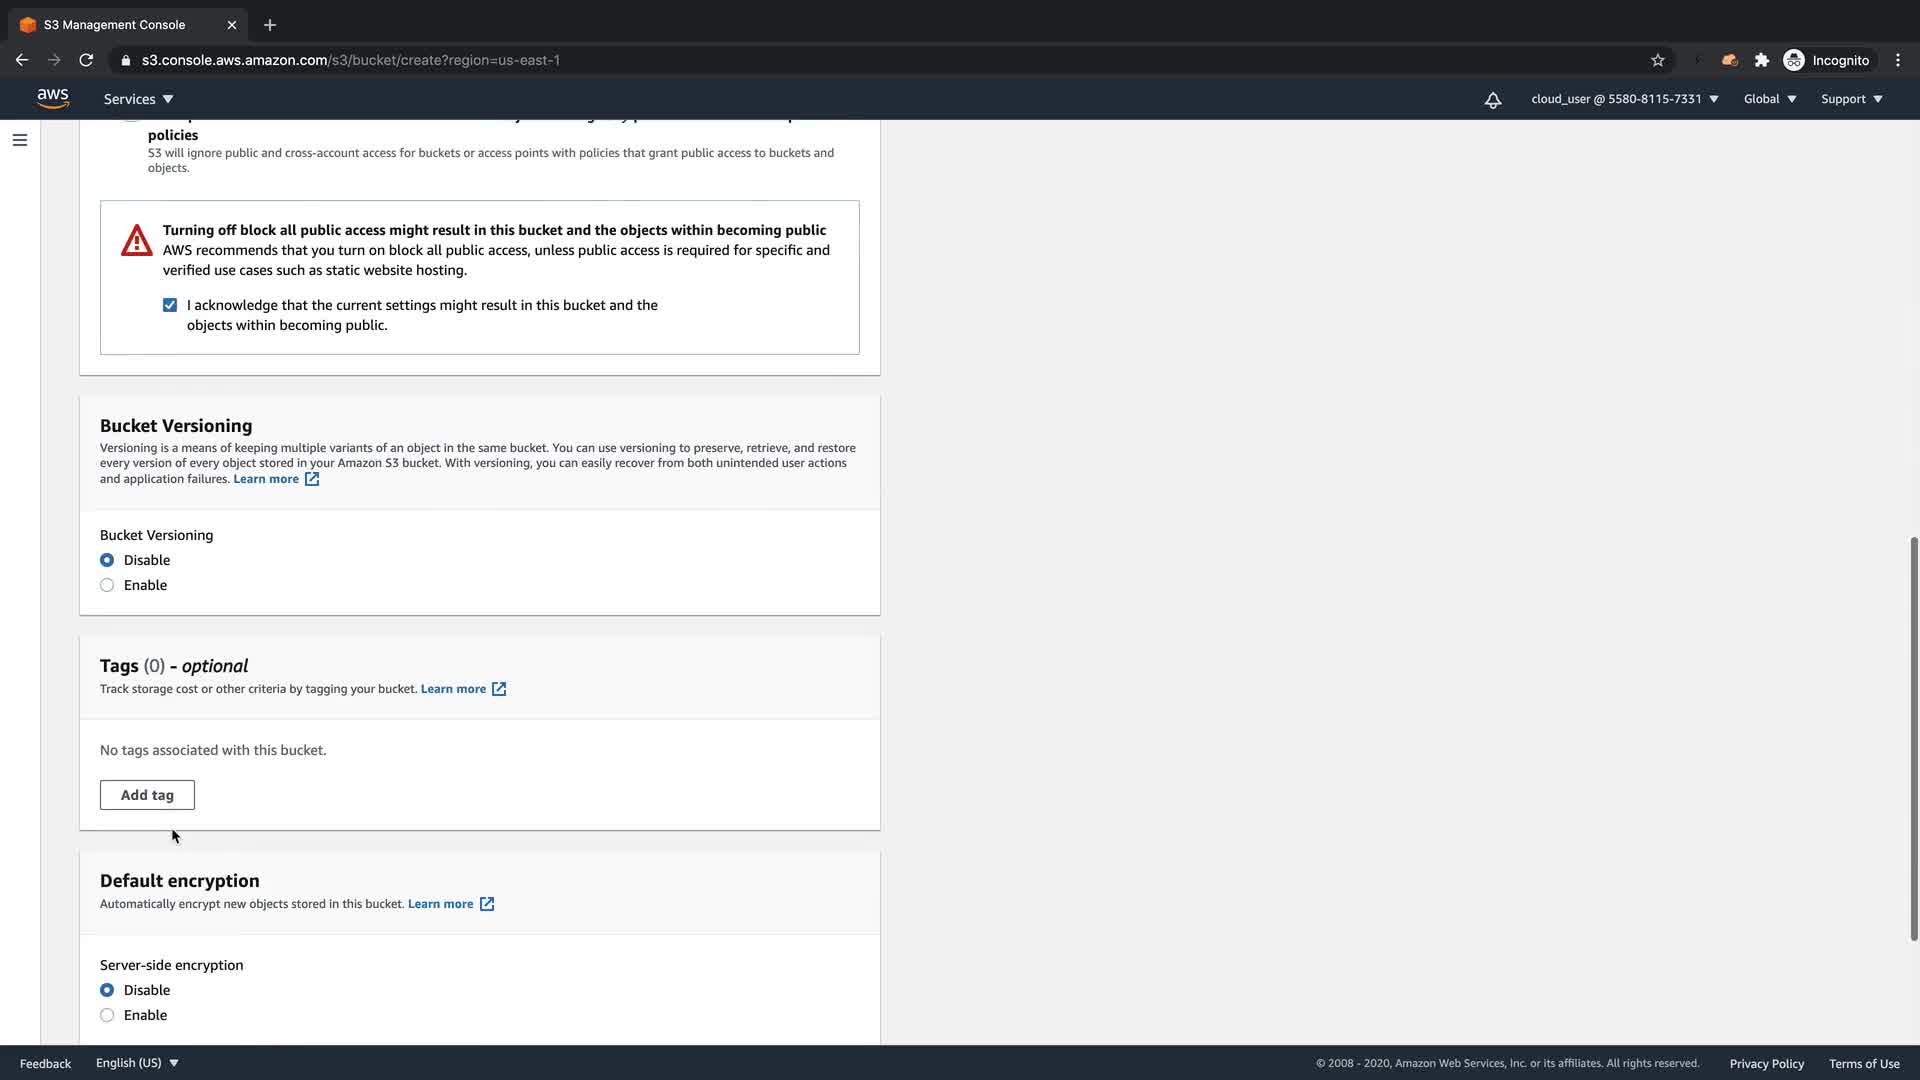 S3 Management Console
s3.console.aws.amazon.com/s3/bucket/create?region=us-east-1
Incognito
aws
Services
cloud_user @ 5580-8115-7331
Global
Support
policies
S3 will ignore public and cross-account access for buckets or access points with policies that grant public access to buckets and
objects.
Turning off block all public access might result in this bucket and the objects within becoming public
AWS recommends that you turn on block all public access, unless public access is required for specific and
verified use cases such as static website hosting.
I acknowledge that the current settings might result in this bucket and the
objects within becoming public.
Bucket Versioning
Versioning is a means of keeping multiple variants of an object in the same bucket. You can use versioning to preserve, retrieve, and restore
every version of every object stored in your Amazon S3 bucket. With versioning, you can easily recover from both unintended user actions
and application failures. Learn more
Bucket Versioning
Disable
Enable
Tags (0) - optional
Track storage cost or other criteria by tagging your bucket. Learn more
No tags associated with this bucket.
Add tag
Default encryption
Automatically encrypt new objects stored in this bucket. Learn more
Server-side encryption
Disable
Enable
Feedback
English (US)
© 2008 - 2020, Amazon Web Services, Inc. or its affiliates. All rights reserved.
Privacy Policy
Terms of Use